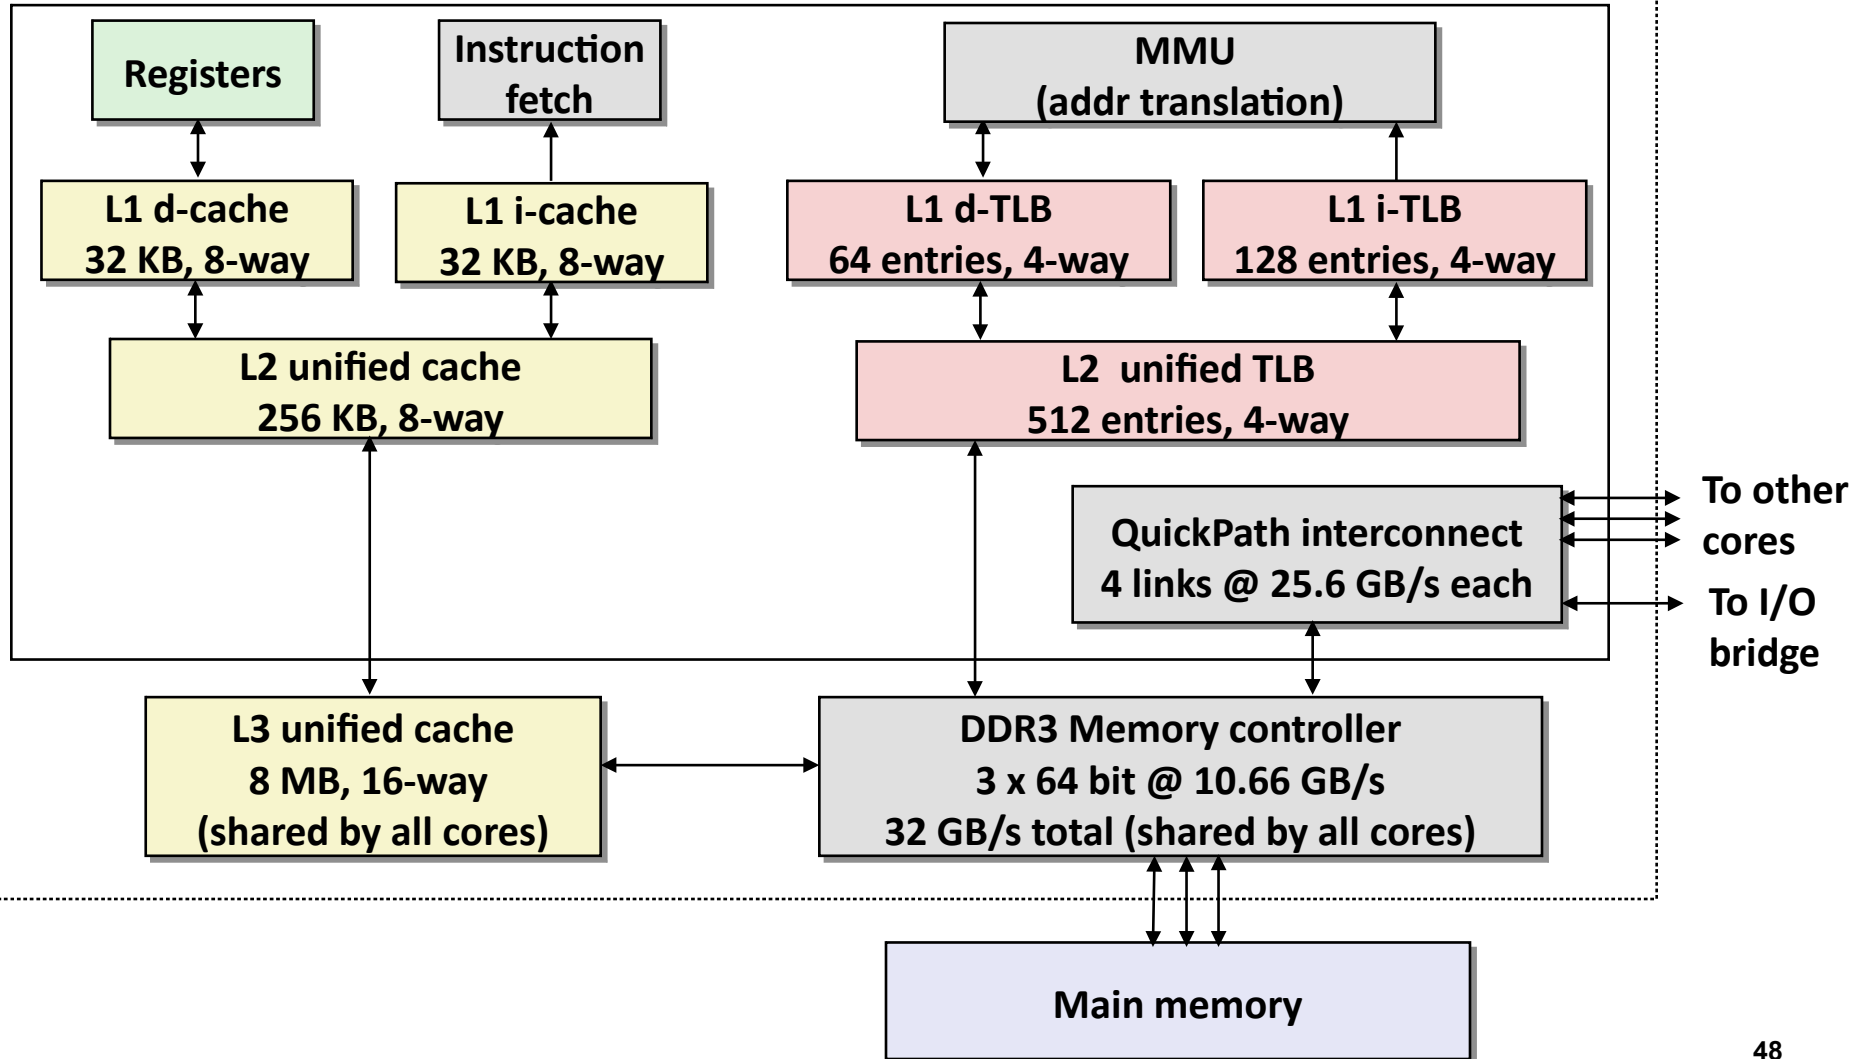 Registers
Instruction
fetch
MMU
(addr translation)
L1 d-cache
32 KB, 8-way
L1 i-cache
32 KB, 8-way
L1 d-TLB
64 entries, 4-way
L1 i-TLB
128 entries, 4-way
L2 unified cache
256 KB, 8-way
L2 unified TLB
512 entries, 4-way
QuickPath interconnect
4 links @ 25.6 GB/s each
To other
cores
To I/O
bridge
L3 unified cache
8 MB, 16-way
(shared by all cores)
DDR3 Memory controller
3 x 64 bit @ 10.66 GB/s
32 GB/s total (shared by all cores)
Main memory
48